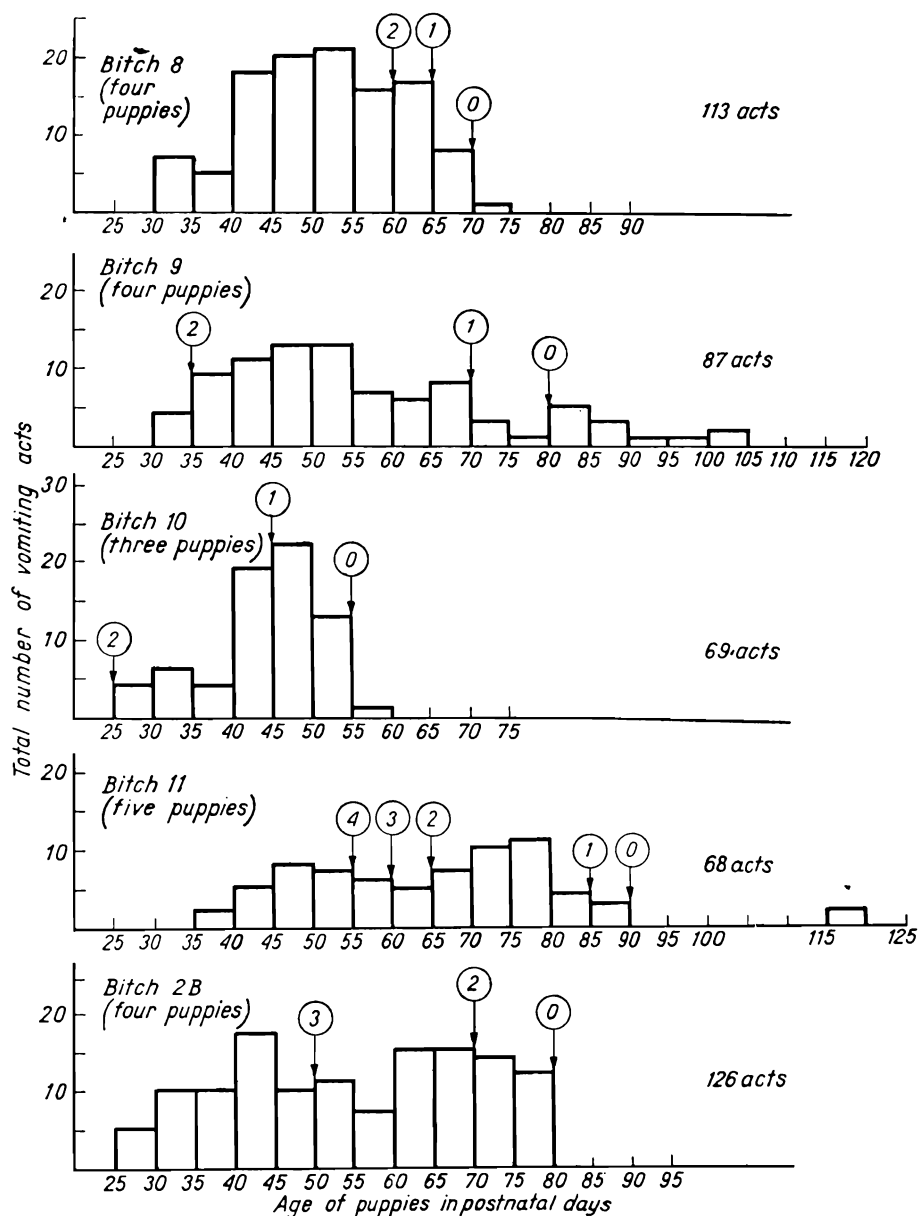 20
10
Bitch 8
(four
puppies)
2
1
0
113 acts
25 30 35 40 45 50 55 60 65 70 75 80 85 90
20
10
Bitch 9
(four puppies)
2
1
0
87 acts
25 30 35 40 45 50 55 60 65 70 75 80 85 90 95 100 105 110 115 120
30
20
10
Bitch 10
(three puppies)
2
1
0
69 acts
25 30 35 40 45 50 55 60 65 70 75
Total number of vomiting acts
20
10
Bitch 11
(five puppies)
4
3
2
1
0
68 acts
25 30 35 40 45 50 55 60 65 70 75 80 85 90 95 100 115 125
20
10
Bitch 2B
(four puppies)
3
2
0
126 acts
25 30 35 40 45 50 55 60 65 70 75 80 85 90 95
Age of puppies in postnatal days